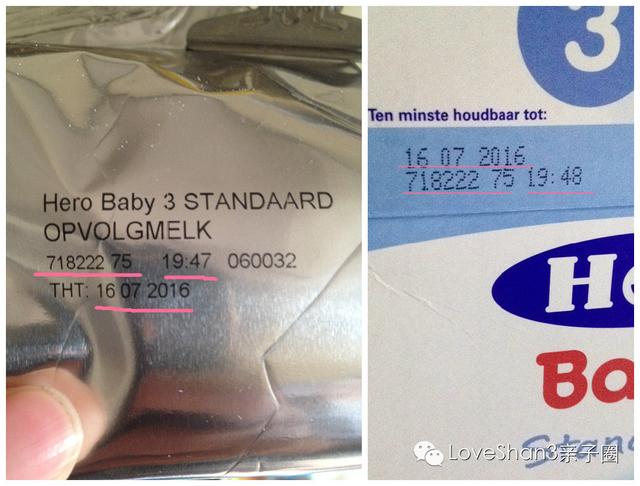 Hero Baby 3 STANDAARD
OPVOLGMELK
718222 75 19:47 060032
THT: 16 07 2016
3
Ten minste houdbaar tot:
16 07 2016
718222 75 19:48
He
Ba
Stan
LoveShan3亲子圈